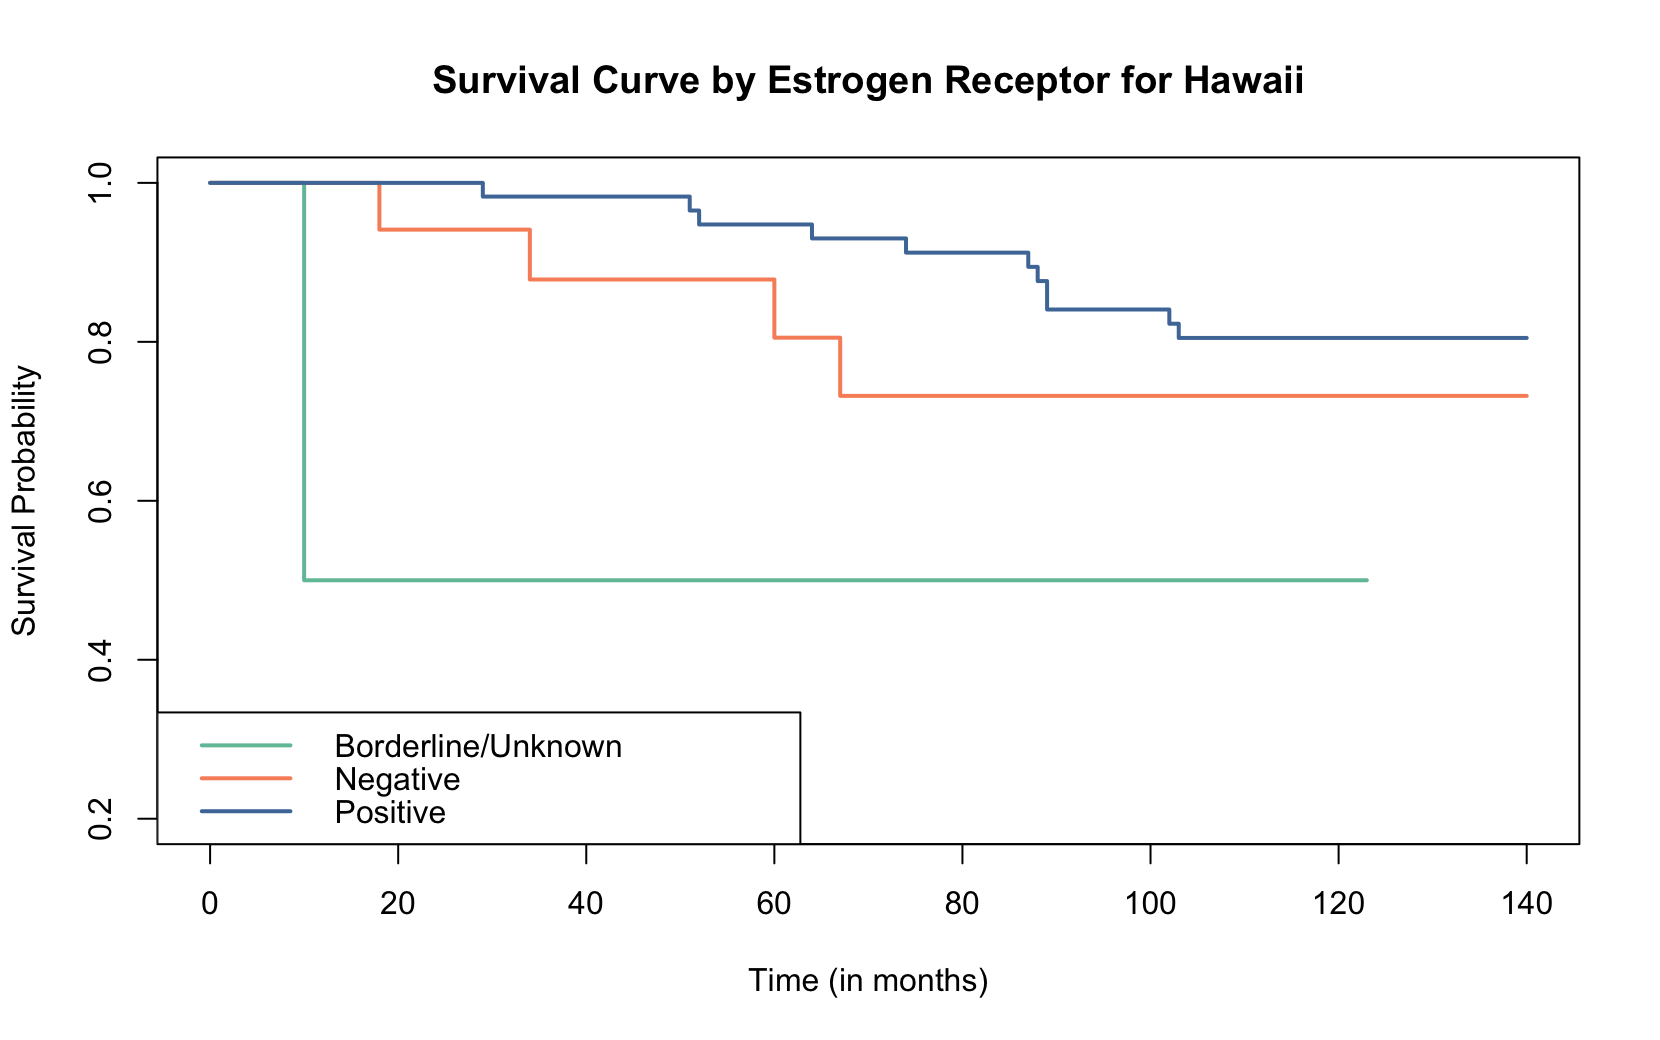 Survival Curve by Estrogen Receptor for Hawaii
Survival Probability
1.0
0.8
0.6
0.4
0.2
Borderline/Unknown
Negative
Positive
0 20 40 60 80 100 120 140
Time (in months)